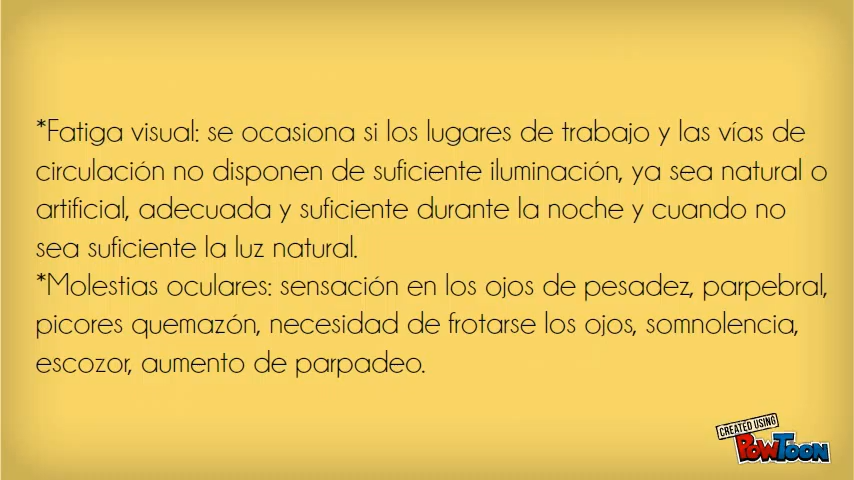 *Fatiga visual: se ocasiona si los lugares de trabajo y las vías de
circulación no disponen de suficiente iluminación, ya sea natural o
artificial, adecuada y suficiente durante la noche y cuando no
sea suficiente la luz natural.
*Molestias oculares: sensación en los ojos de pesadez, parpebral,
picores quemazón, necesidad de frotarse los ojos, somnolencia,
escozor, aumento de parpadeo.
CREATED USING
POWTOON